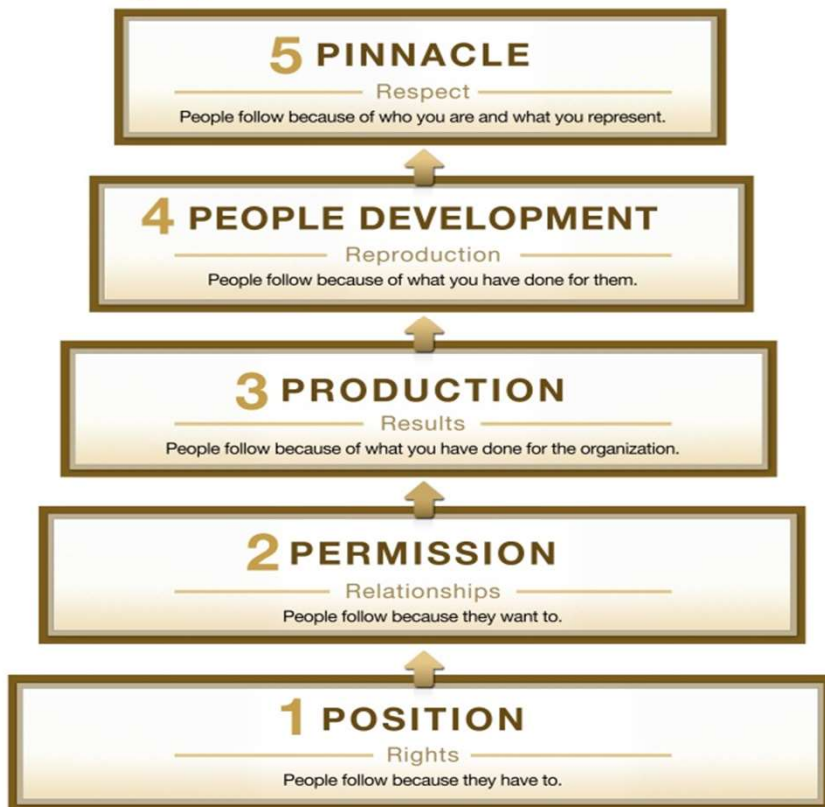 5 PINNACLE
Respect
People follow because of who you are and what you represent.
4 PEOPLE DEVELOPMENT
Reproduction
People follow because of what you have done for them.
3 PRODUCTION
Results
People follow because of what you have done for the organization.
2 PERMISSION
Relationships
People follow because they want to.
1 POSITION
Rights
People follow because they have to.